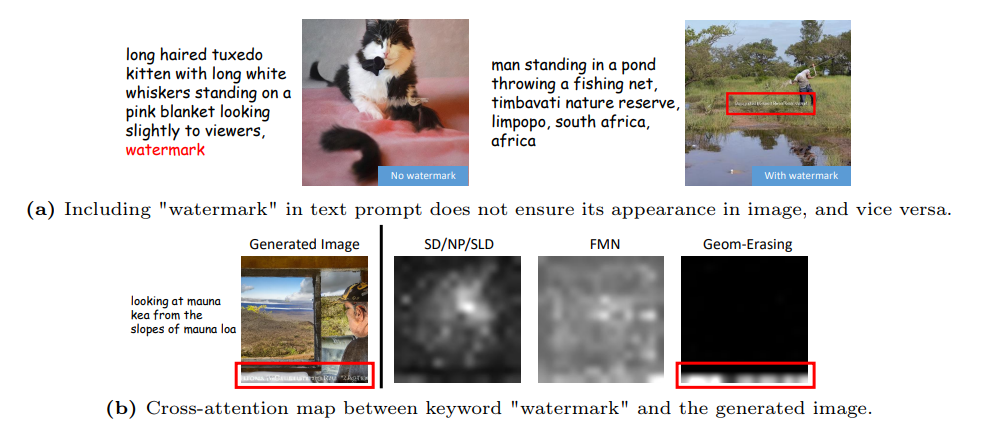 long haired tuxedo
kitten with long white
whiskers standing on a
pink blanket looking
slightly to viewers,
watermark
No watermark
man standing in a pond
throwing a fishing net,
timbavati nature reserve,
limpopo, south africa,
africa
With watermark
(a) Including "watermark" in text prompt does not ensure its appearance in image, and vice versa.
Generated Image
SD/NP/SLD
FMN
Geom-Erasing
looking at mauna
kea from the
slopes of mauna loa
(b) Cross-attention map between keyword "watermark" and the generated image.